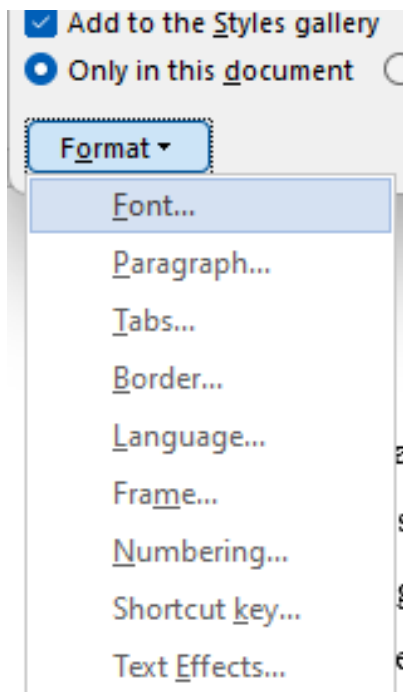 Add to the Styles gallery
Only in this document
Format
Font...
Paragraph...
Tabs...
Border...
Language...
Frame...
Numbering...
Shortcut key...
Text Effects...